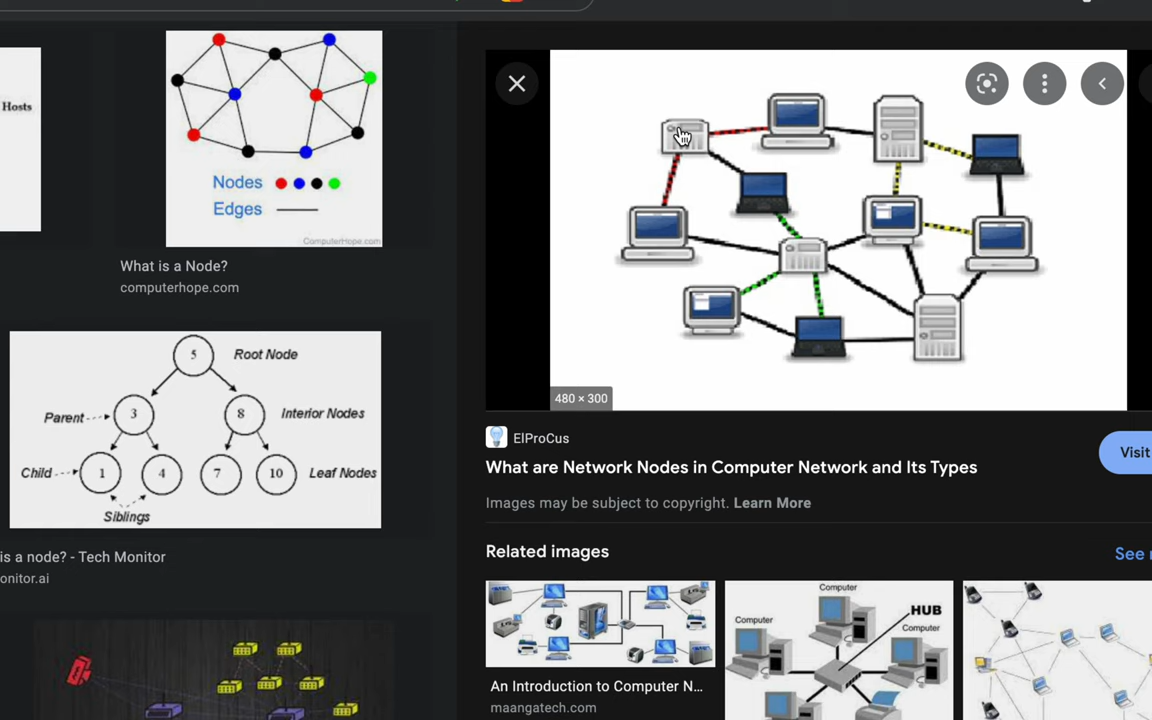 Hosts
Nodes
Edges
ComputerHope.com
What is a Node?
computerhope.com
5
Root Node
Parent
3
8
Interior Nodes
Child
1
4
7
10
Leaf Nodes
Siblings
is a node? - Tech Monitor
onitor.ai
480 × 300
ElProCus
What are Network Nodes in Computer Network and Its Types
Visit
Images may be subject to copyright. Learn More
Related images
See
An Introduction to Computer N...
maangatech.com
Computer
HUB
Computer
Computer